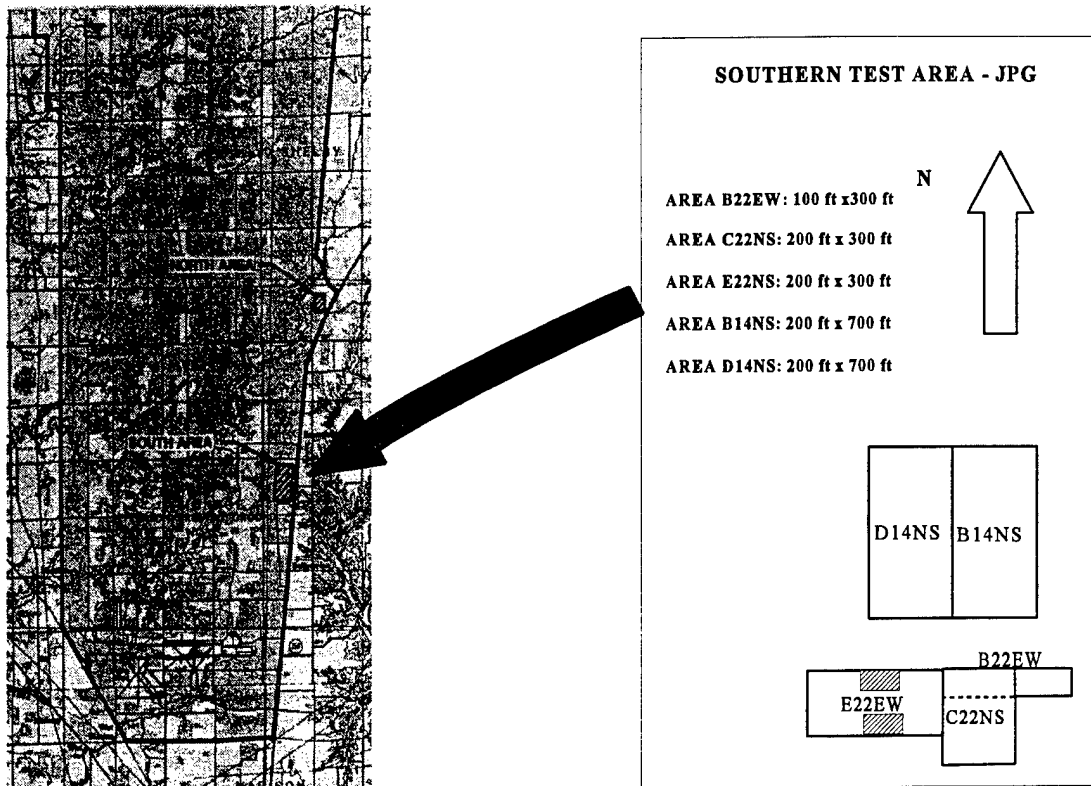 NORTH AREA
SOUTH AREA
SOUTHERN TEST AREA - JPG
N
AREA B22EW: 100 ft x300 ft
AREA C22NS: 200 ft x 300 ft
AREA E22NS: 200 ft x 300 ft
AREA B14NS: 200 ft x 700 ft
AREA D14NS: 200 ft x 700 ft
D14NS
B14NS
B22EW
E22EW
C22NS